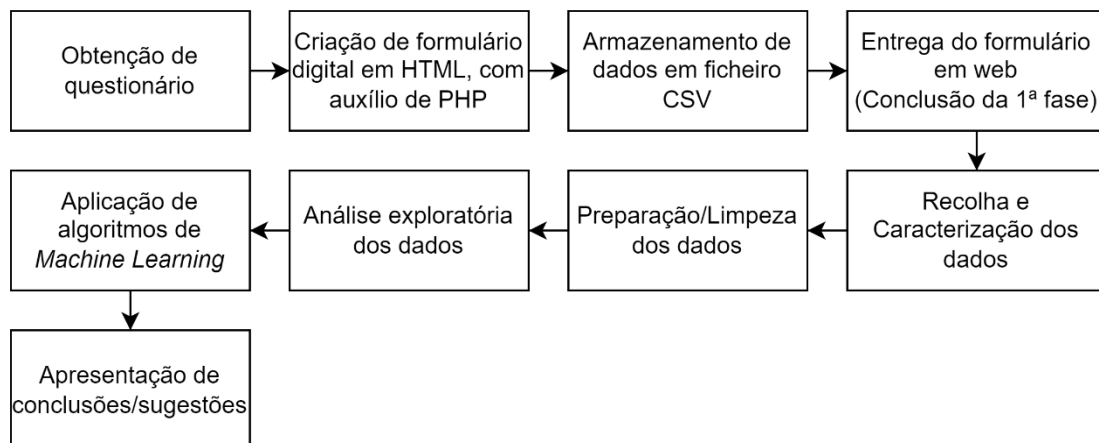 Obtenção de
questionário
Criação de formulário
digital em HTML, com
auxílio de PHP
Armazenamento de
dados em ficheiro
CSV
Entrega do formulário
em web
(Conclusão da 1ª fase)
Recolha e
Caracterização dos
dados
Preparação/Limpeza
dos dados
Análise exploratória
dos dados
Aplicação de
algoritmos de
Machine Learning
Apresentação de
conclusões/sugestões